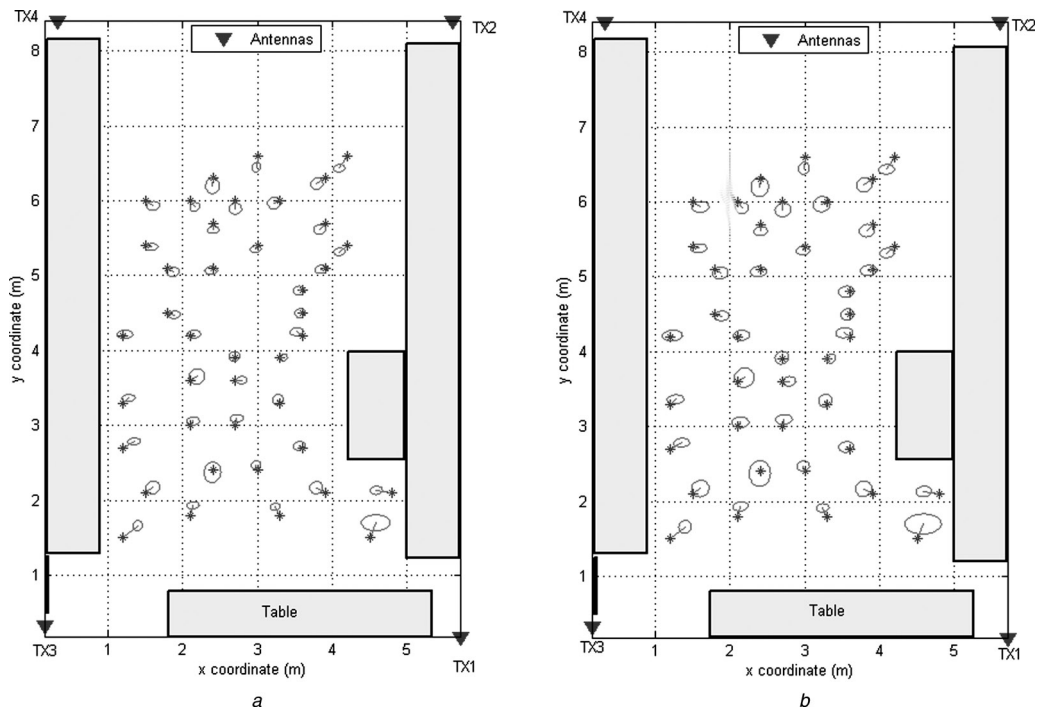 TX4
TX2
Antennas
8
7
6
5
4
3
2
1
y coordinate (m)
Table
TX3
1
2
3
4
5
TX1
x coordinate (m)
a
TX4
TX2
Antennas
8
7
6
5
4
3
2
1
y coordinate (m)
Table
TX3
1
2
3
4
5
TX1
x coordinate (m)
b